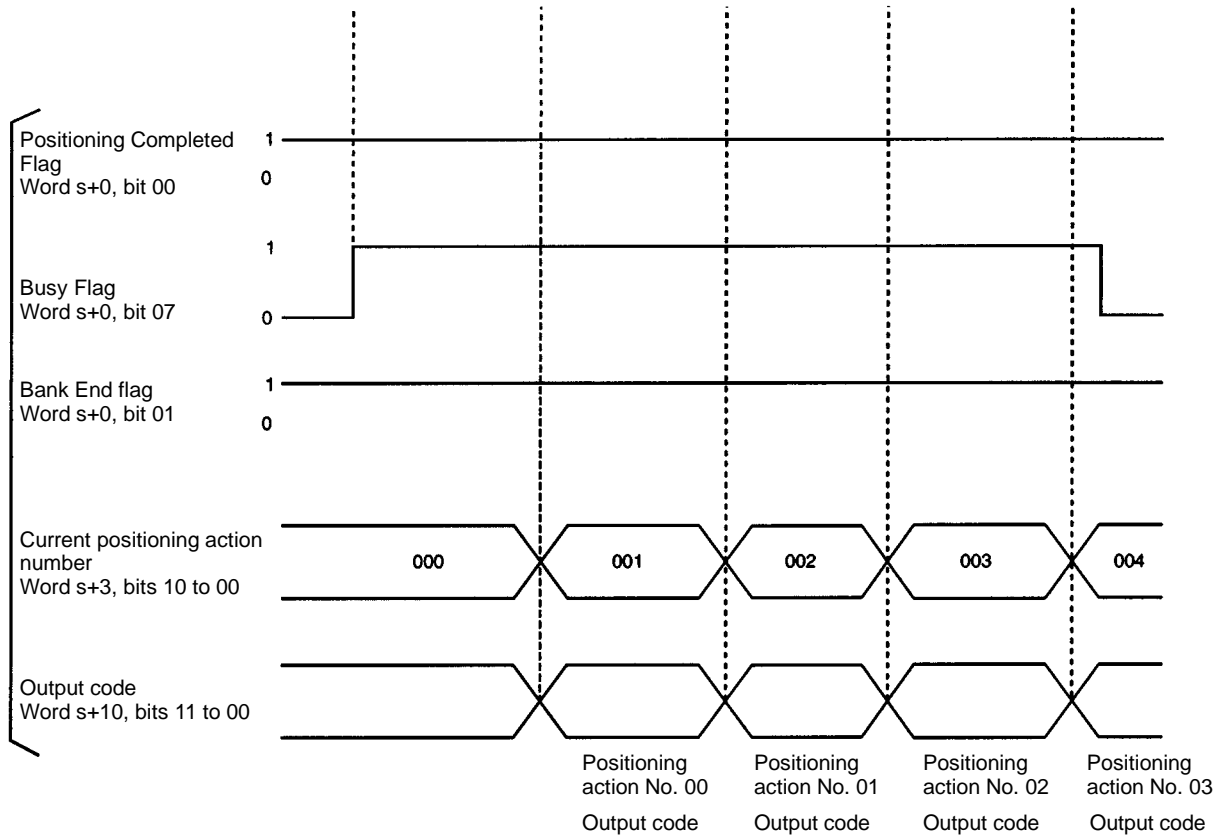 Positioning Completed
Flag
Word s+0, bit 00
1
0
Busy Flag
Word s+0, bit 07
1
0
Bank End flag
Word s+0, bit 01
1
0
Current positioning action
number
Word s+3, bits 10 to 00
000 001 002 003 004
Output code
Word s+10, bits 11 to 00
Positioning
action No. 00
Output code
Positioning
action No. 01
Output code
Positioning
action No. 02
Output code
Positioning
action No. 03
Output code